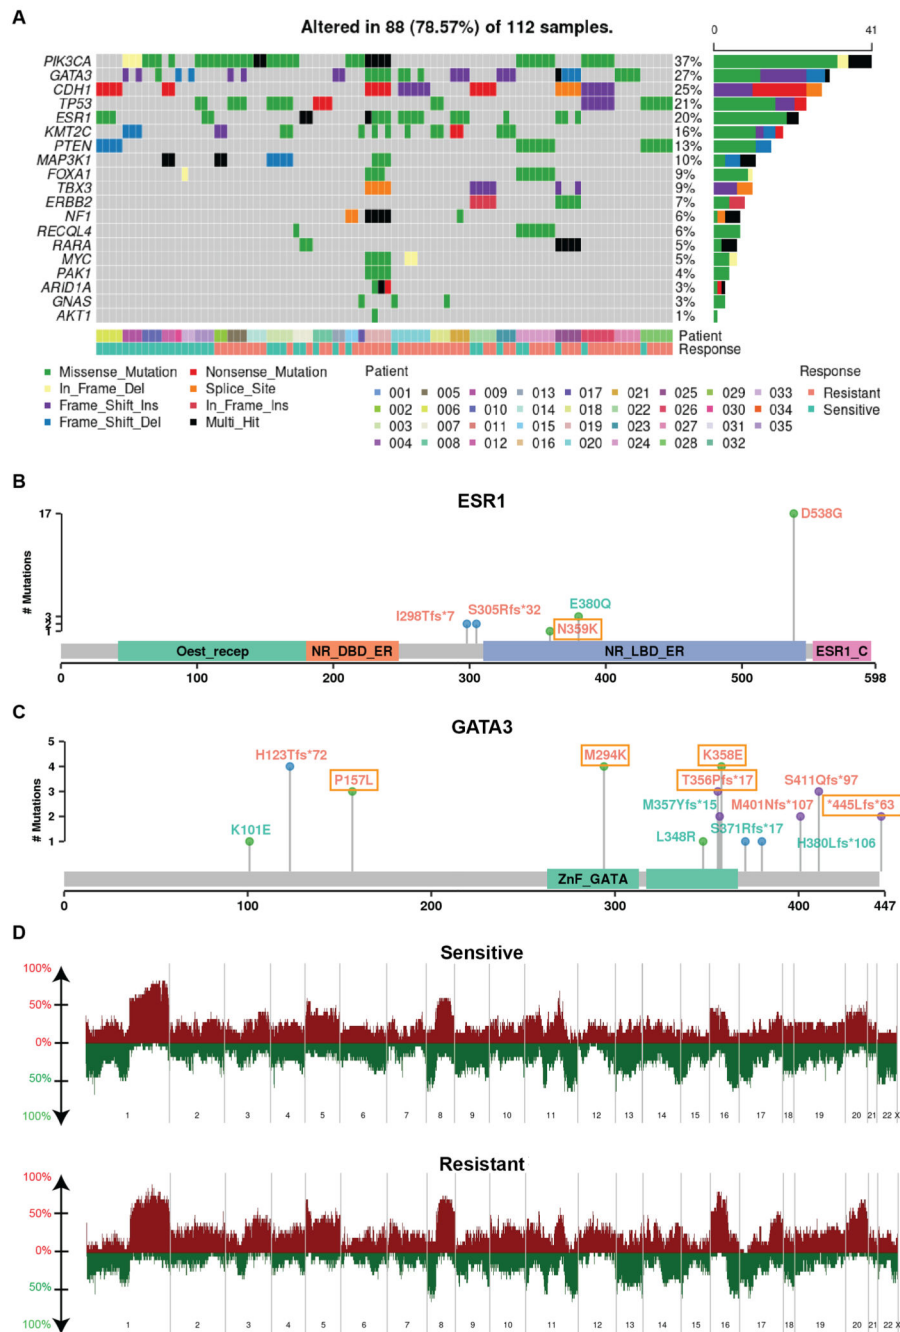 A
Altered in 88 (78.57%) of 112 samples.
0 41
PIK3CA 37%
GATA3 27%
CDH1 25%
TP53 21%
ESR1 20%
KMT2C 16%
PTEN 13%
MAP3K1 10%
FOXA1 9%
TBX3 9%
ERBB2 7%
NF1 6%
RECQL4 6%
RARA 5%
MYC 5%
PAK1 4%
ARID1A 3%
GNAS 3%
AKT1 1%
Patient
Response
Missense_Mutation Nonsense_Mutation
In_Frame_Del Splice_Site
Frame_Shift_Ins In_Frame_Ins
Frame_Shift_Del Multi_Hit
Patient
001 005 009 013 017 021 025 029 033
002 006 010 014 018 022 026 030 034
003 007 011 015 019 023 027 031 035
004 008 012 016 020 024 028 032
Response
Resistant
Sensitive
B
ESR1
# Mutations
17
3
2
1
I298Tfs*7
S305Rfs*32
N359K
E380Q
D538G
Oest_recep NR_DBD_ER NR_LBD_ER ESR1_C
0 100 200 300 400 500 598
C
GATA3
# Mutations
5
4
3
2
1
K101E
H123Tfs*72
P157L
M294K
K358E
T356Pfs*17
M357Yfs*15
L348R
S371Rfs*17
M401Nfs*107
S411Qfs*97
*445Lfs*63
H380Lfs*106
ZnF_GATA
0 100 200 300 400 447
D
Sensitive
100%
50%
0%
50%
100%
1 2 3 4 5 6 7 8 9 10 11 12 13 14 15 16 17 18 19 20 21 22 X
Resistant
100%
50%
0%
50%
100%
1 2 3 4 5 6 7 8 9 10 11 12 13 14 15 16 17 18 19 20 21 22 X